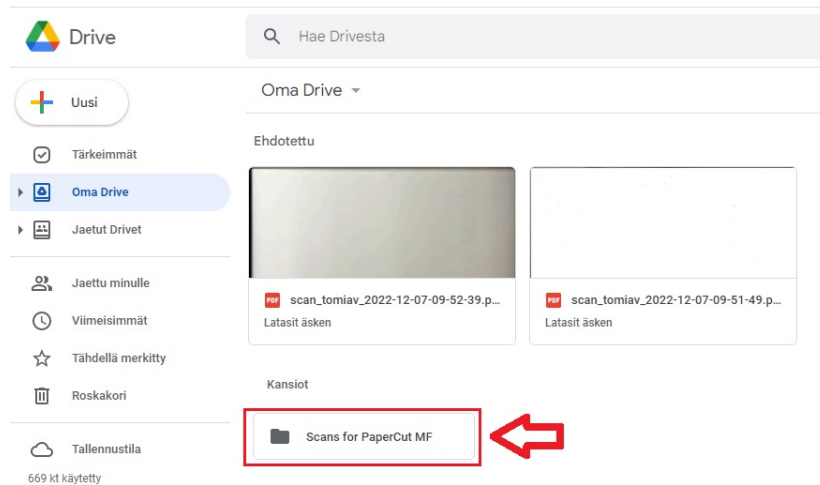 Drive
Hae Drivesta
Uusi
Oma Drive
Ehdotettu
Tärkeimmät
Oma Drive
Jaetut Drivet
Jaettu minulle
Viimeisimmät
Tähdellä merkitty
Roskakori
Tallennustila
669 kt käytetty
PDF scan_tomiav_2022-12-07-09-52-39.p...
Latasit äsken
PDF scan_tomiav_2022-12-07-09-51-49.p...
Latasit äsken
Kansiot
Scans for PaperCut MF